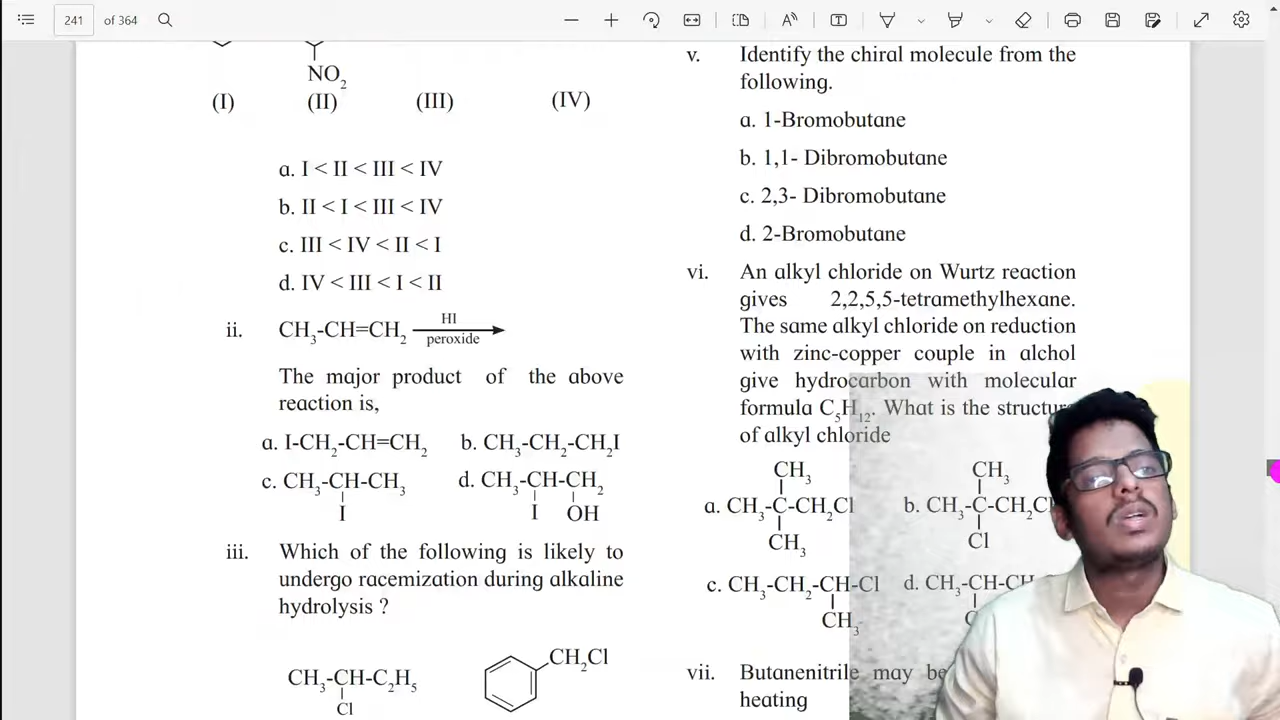 241 of 364
NO2
(I) (II) (III) (IV)
a. I < II < III < IV
b. II < I < III < IV
c. III < IV < II < I
d. IV < III < I < II
ii. CH3-CH=CH2 HI peroxide
The major product of the above
reaction is,
a. I-CH2-CH=CH2 b. CH3-CH2-CH2I
c. CH3-CH-CH3 d. CH3-CH-CH2
I I OH
iii. Which of the following is likely to
undergo racemization during alkaline
hydrolysis ?
CH3-CH-C2H5 CH2Cl
Cl
v. Identify the chiral molecule from the
following.
a. 1-Bromobutane
b. 1,1- Dibromobutane
c. 2,3- Dibromobutane
d. 2-Bromobutane
vi. An alkyl chloride on Wurtz reaction
gives 2,2,5,5-tetramethylhexane.
The same alkyl chloride on reduction
with zinc-copper couple in alchol
give hydrocarbon with molecular
formula C5H12. What is the structure
of alkyl chloride
CH3 CH3
a. CH3-C-CH2Cl b. CH3-C-CH2Cl
CH3 Cl
c. CH3-CH2-CH-Cl d. CH3-CH-CH
CH3 C
vii. Butanenitrile may be
heating